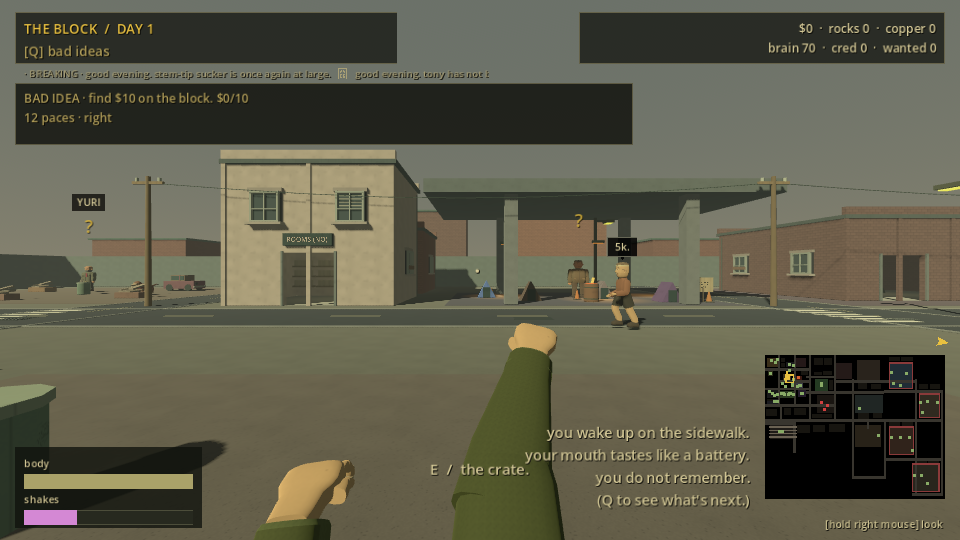 THE BLOCK / DAY 1
[Q] bad ideas
$0 · rocks 0 · copper 0
brain 70 · cred 0 · wanted 0
· BREAKING · good evening. stem-tip sucker is once again at large. good evening. tony has not
BAD IDEA · find $10 on the block. $0/10
12 paces · right
YURI
?
ROOMS (NO)
?
5k.
you wake up on the sidewalk.
your mouth tastes like a battery.
E / the crate.
you do not remember.
(Q to see what's next.)
body
shakes
[hold right mouse] look